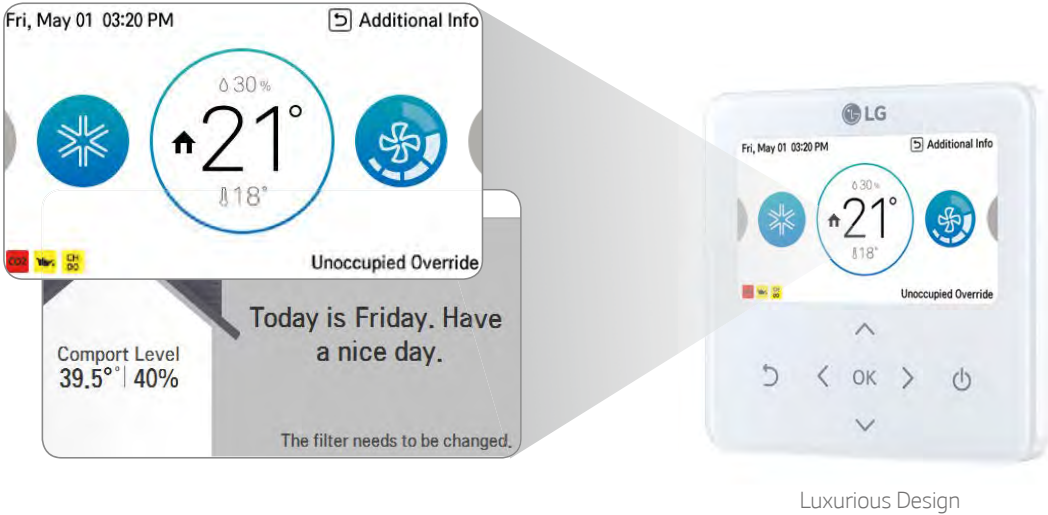 Fri, May 01 03:20 PM
Additional Info
30%
21°
18°
CO2
CH
DO
Unoccupied Override
Today is Friday. Have
a nice day.
Comport Level
39.5°° | 40%
The filter needs to be changed.
LG
Fri, May 01 03:20 PM
Additional Info
30%
21°
18°
Unoccupied Override
OK
Luxurious Design